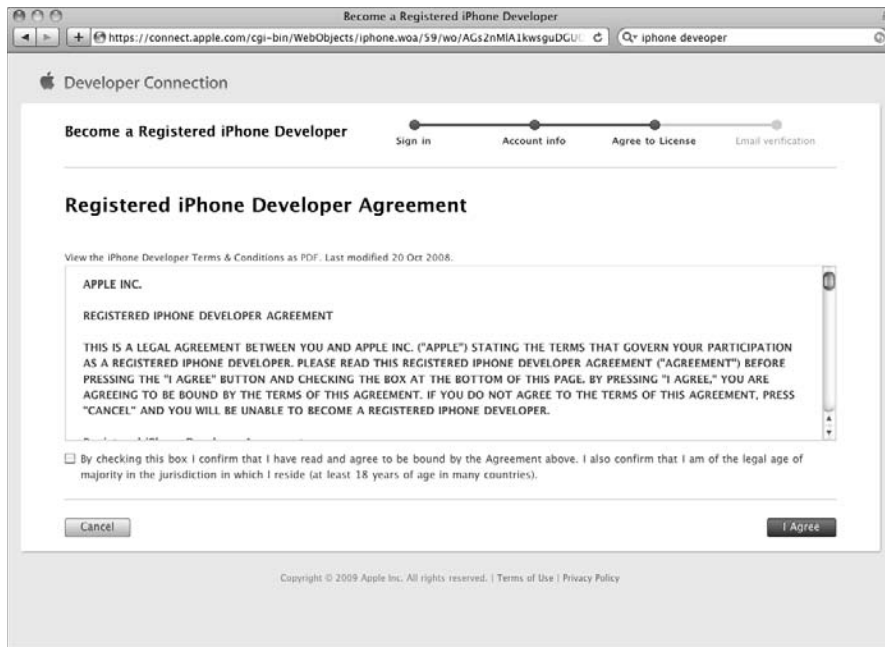 Become a Registered iPhone Developer
https://connect.apple.com/cgi-bin/WebObjects/iphone.woa/59/wo/AGs2nMlA1kwsguDGU
iphone deveoper
Developer Connection
Become a Registered iPhone Developer
Sign in
Account info
Agree to License
Email verification
Registered iPhone Developer Agreement
View the iPhone Developer Terms & Conditions as PDF. Last modified 20 Oct 2008.
APPLE INC.
REGISTERED IPHONE DEVELOPER AGREEMENT
THIS IS A LEGAL AGREEMENT BETWEEN YOU AND APPLE INC. ("APPLE") STATING THE TERMS THAT GOVERN YOUR PARTICIPATION
AS A REGISTERED IPHONE DEVELOPER. PLEASE READ THIS REGISTERED IPHONE DEVELOPER AGREEMENT ("AGREEMENT") BEFORE
PRESSING THE "I AGREE" BUTTON AND CHECKING THE BOX AT THE BOTTOM OF THIS PAGE. BY PRESSING "I AGREE," YOU ARE
AGREEING TO BE BOUND BY THE TERMS OF THIS AGREEMENT. IF YOU DO NOT AGREE TO THE TERMS OF THIS AGREEMENT, PRESS
"CANCEL" AND YOU WILL BE UNABLE TO BECOME A REGISTERED IPHONE DEVELOPER.
By checking this box I confirm that I have read and agree to be bound by the Agreement above. I also confirm that I am of the legal age of
majority in the jurisdiction in which I reside (at least 18 years of age in many countries).
Cancel
I Agree
Copyright © 2009 Apple Inc. All rights reserved. | Terms of Use | Privacy Policy